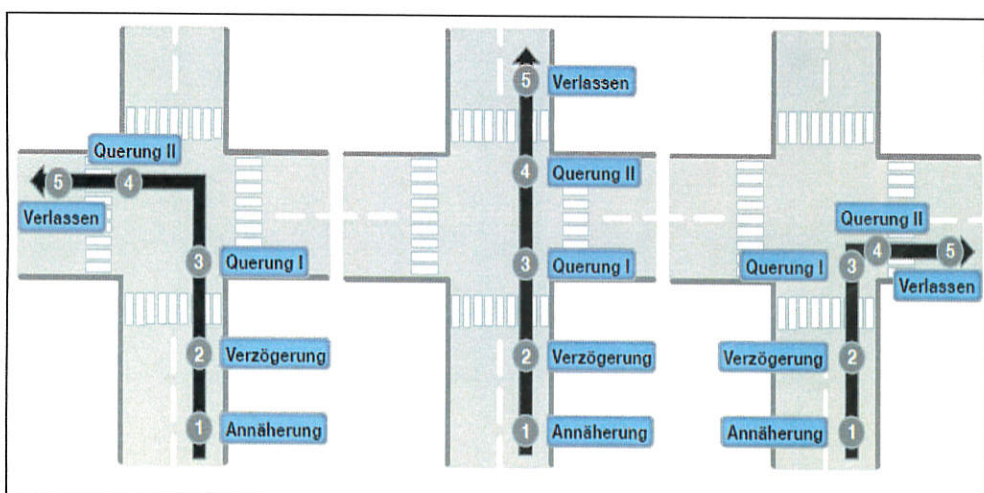 Querung II
5
4
Verlassen
3
Querung I
2
Verzögerung
1
Annäherung
5
Verlassen
4
Querung II
3
Querung I
2
Verzögerung
1
Annäherung
Querung II
4
5
Querung I
3
Verlassen
Verzögerung
2
Annäherung
1